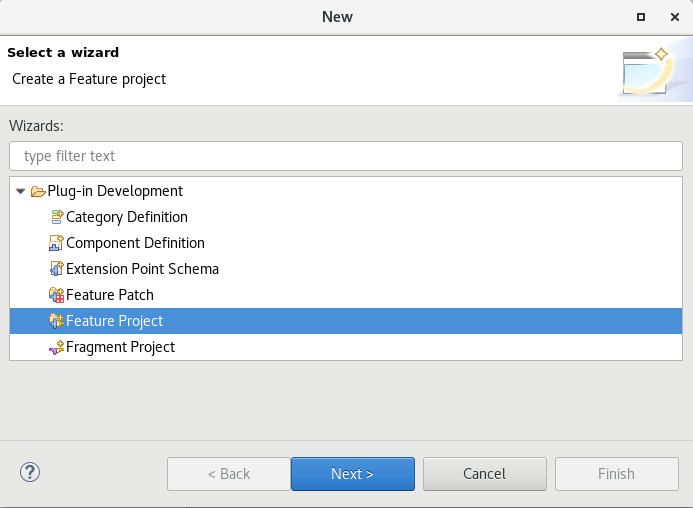 New
Select a wizard
Create a Feature project
Wizards:
type filter text
Plug-in Development
Category Definition
Component Definition
Extension Point Schema
Feature Patch
Feature Project
Fragment Project
?
< Back
Next >
Cancel
Finish